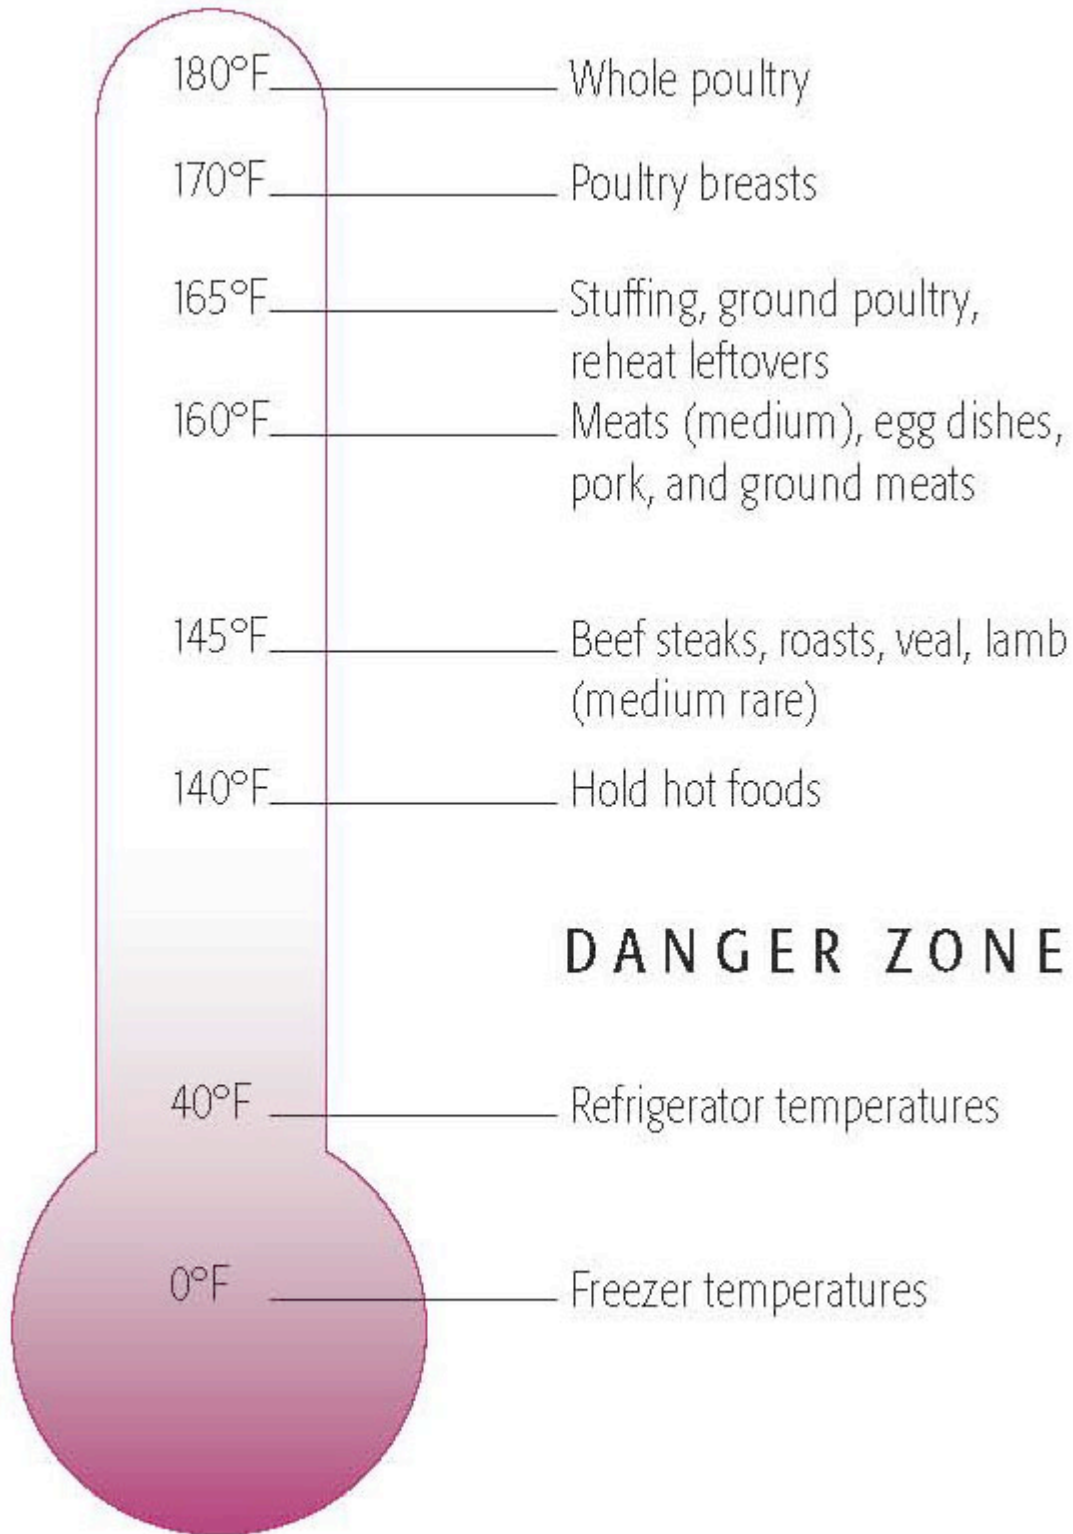 180°F Whole poultry
170°F Poultry breasts
165°F Stuffing, ground poultry,
reheat leftovers
160°F Meats (medium), egg dishes,
pork, and ground meats
145°F Beef steaks, roasts, veal, lamb
(medium rare)
140°F Hold hot foods
DANGER ZONE
40°F Refrigerator temperatures
0°F Freezer temperatures